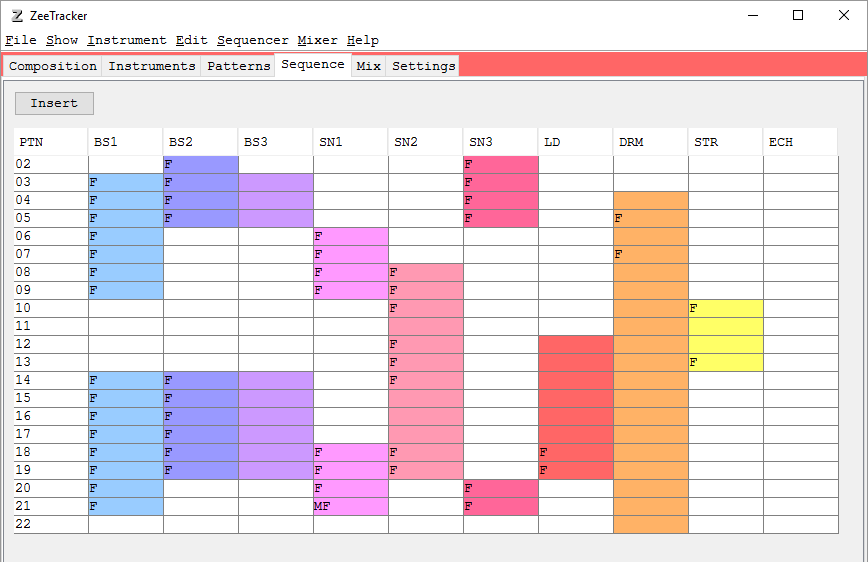 ZeeTracker
File Show Instrument Edit Sequencer Mixer Help
Composition Instruments Patterns Sequence Mix Settings
Insert
PTN BS1 BS2 BS3 SN1 SN2 SN3 LD DRM STR ECH
02 F F
03 F F F
04 F F F
05 F F F F
06 F F
07 F F F
08 F F F
09 F F F
10 F F
11
12 F
13 F F
14 F F F
15 F F
16 F F
17 F F
18 F F F F F
19 F F F F F
20 F F F
21 F MF F
22